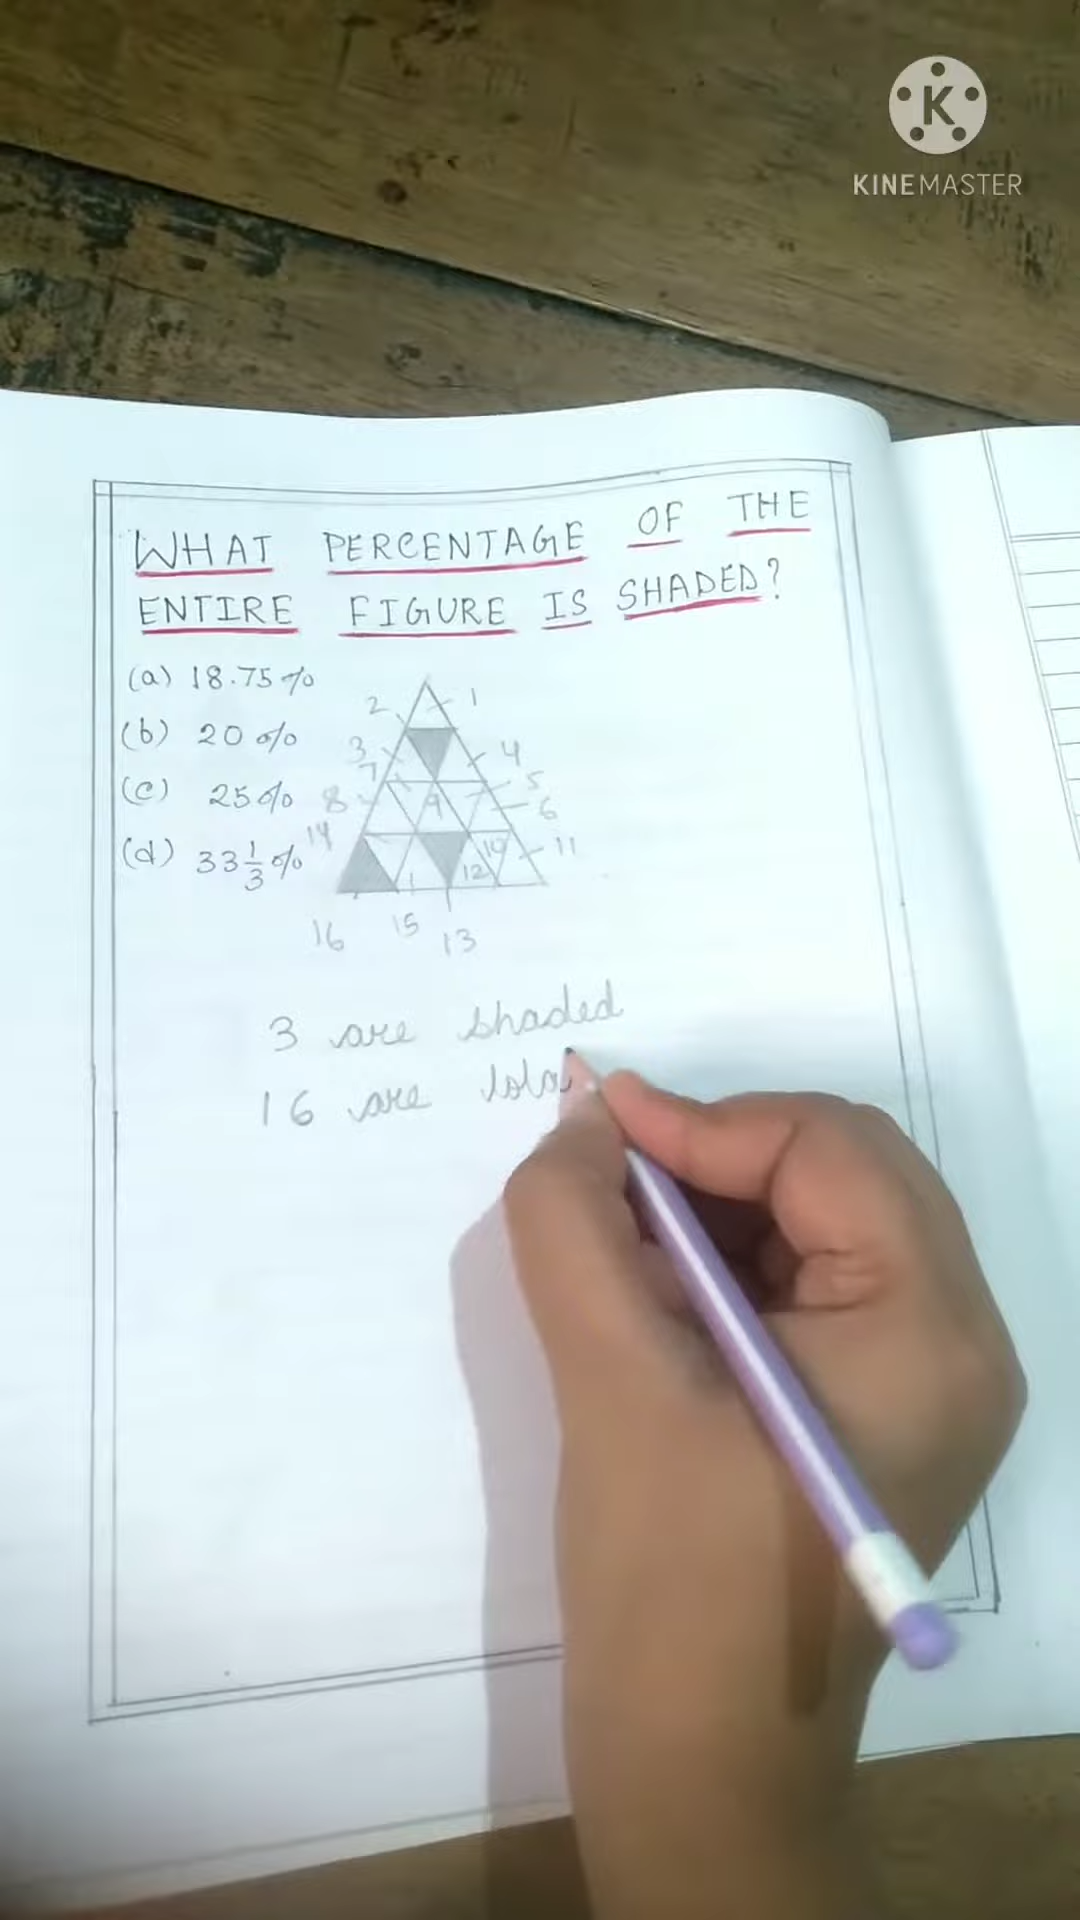 K
KINEMASTER
WHAT PERCENTAGE OF THE
ENTIRE FIGURE IS SHADED?
(a) 18.75%
(b) 20%
(c) 25%
(d) 33 1/3 %
2 1
3 4
7 5
8 9 6
14 10 11
12
16 15 13
3 are shaded
16 are